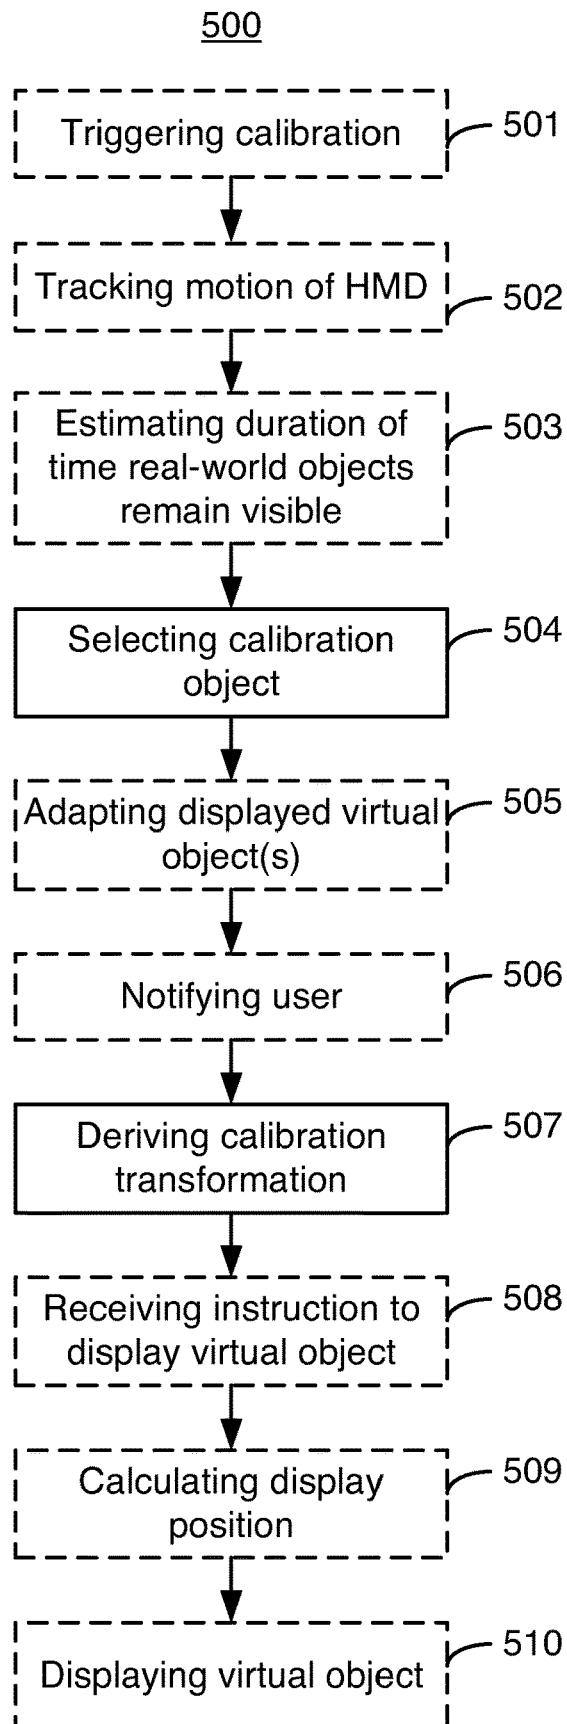 500
Triggering calibration
501
Tracking motion of HMD
502
Estimating duration of
time real-world objects
remain visible
503
Selecting calibration
object
504
Adapting displayed virtual
object(s)
505
Notifying user
506
Deriving calibration
transformation
507
Receiving instruction to
display virtual object
508
Calculating display
position
509
Displaying virtual object
510